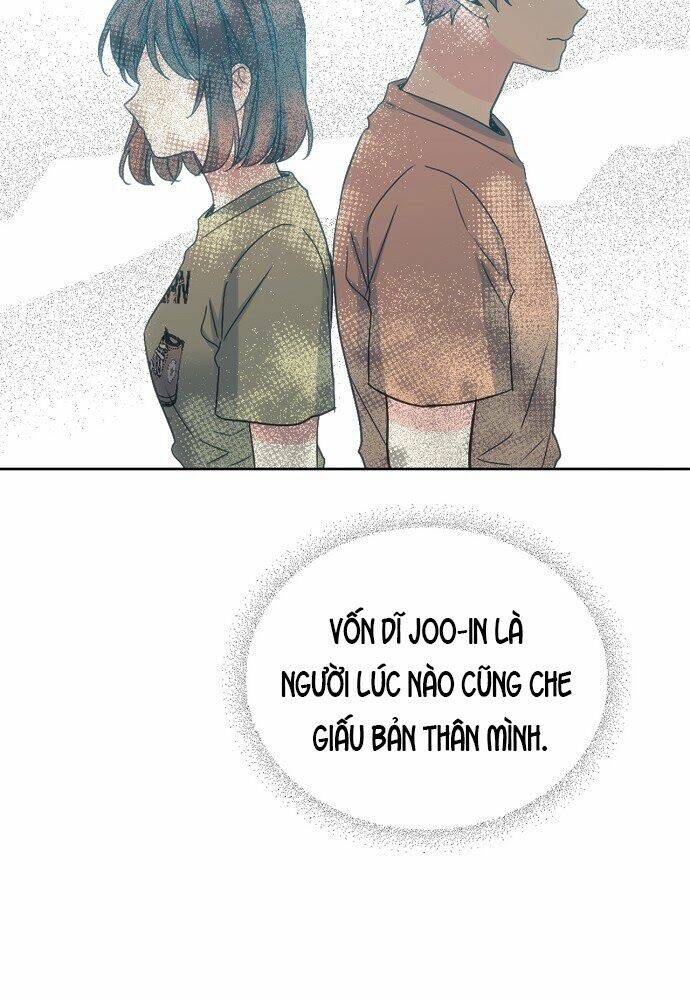 VỐN DĨ JOO-IN LÀ
NGƯỜI LÚC NÀO CŨNG CHE
GIẤU BẢN THÂN MÌNH.